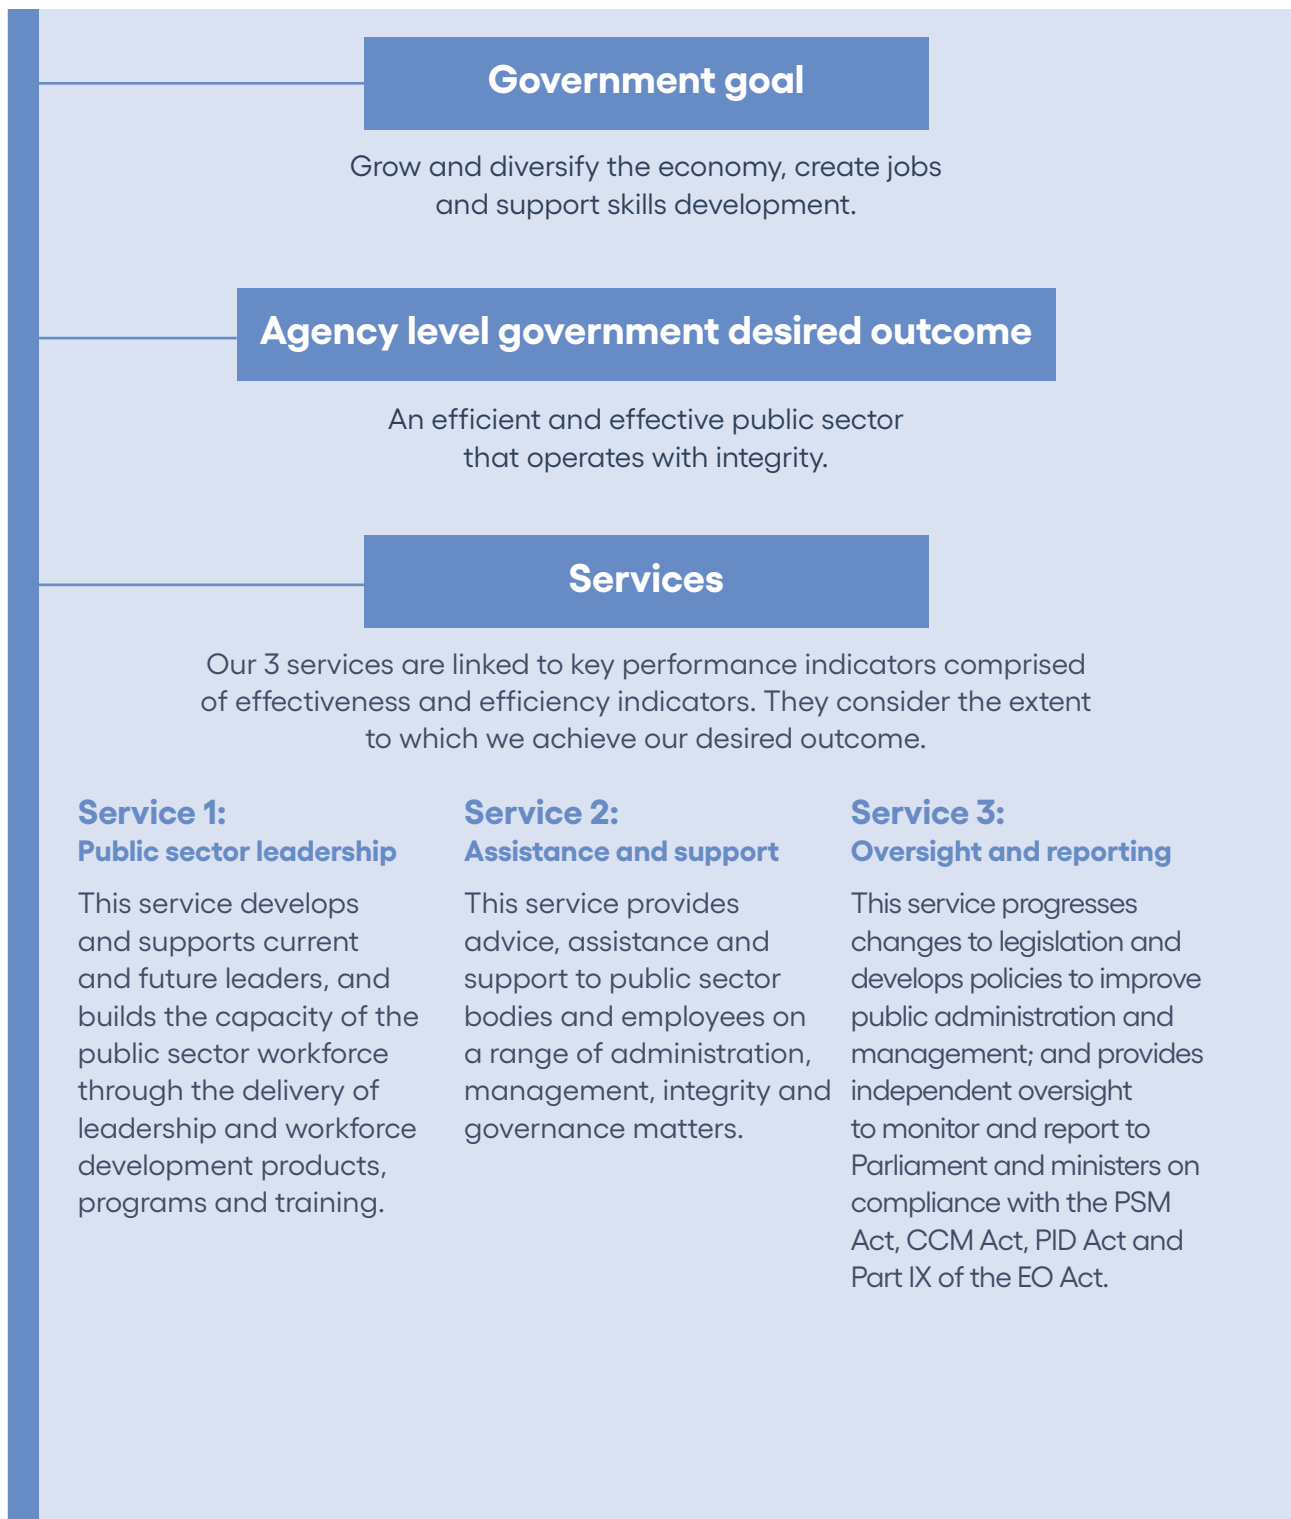 Government goal
Grow and diversify the economy, create jobs
and support skills development.
Agency level government desired outcome
An efficient and effective public sector
that operates with integrity.
Services
Our 3 services are linked to key performance indicators comprised
of effectiveness and efficiency indicators. They consider the extent
to which we achieve our desired outcome.
Service 1:
Public sector leadership
This service develops
and supports current
and future leaders, and
builds the capacity of the
public sector workforce
through the delivery of
leadership and workforce
development products,
programs and training.
Service 2:
Assistance and support
This service provides
advice, assistance and
support to public sector
bodies and employees on
a range of administration,
management, integrity and
governance matters.
Service 3:
Oversight and reporting
This service progresses
changes to legislation and
develops policies to improve
public administration and
management; and provides
independent oversight
to monitor and report to
Parliament and ministers on
compliance with the PSM
Act, CCM Act, PID Act and
Part IX of the EO Act.